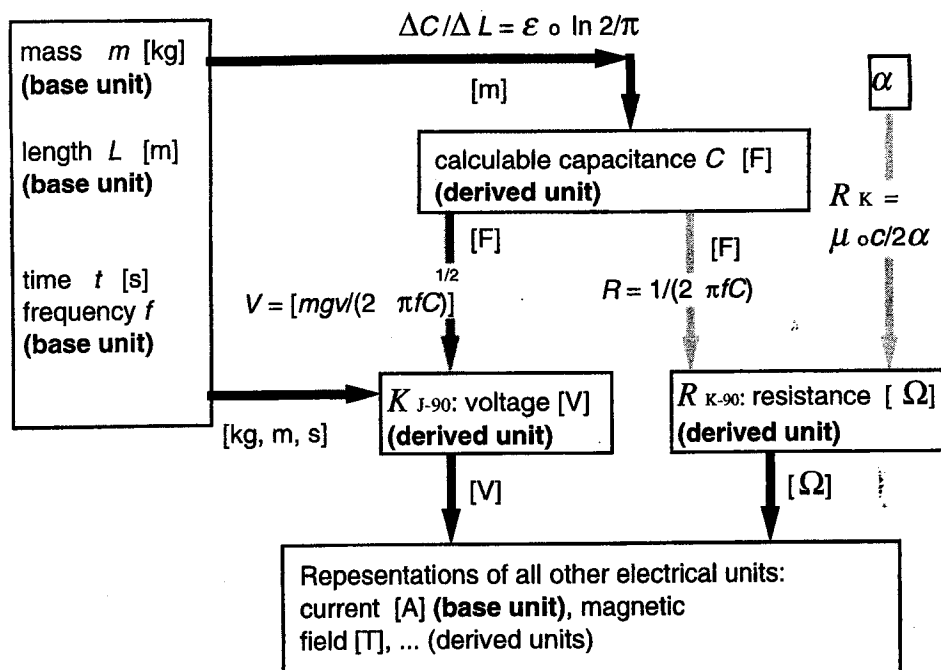 ΔC/ΔL = ε o ln 2/π
mass m [kg]
(base unit)
[m]
α
length L [m]
(base unit)
calculable capacitance C [F]
(derived unit)
R K =
μ o c/2α
[F]
[F]
time t [s]
frequency f
(base unit)
V = [mgv/(2 πfC)] 1/2
R = 1/(2 πfC)
K J-90: voltage [V]
(derived unit)
R K-90: resistance [ Ω]
(derived unit)
[kg, m, s]
[V]
[Ω]
Repesentations of all other electrical units:
current [A] (base unit), magnetic
field [T], ... (derived units)